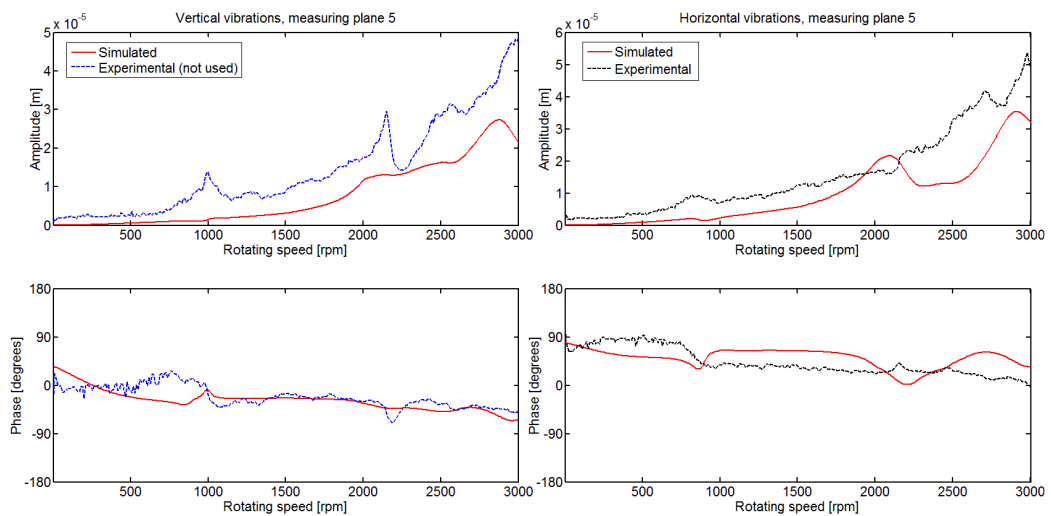 Vertical vibrations, measuring plane 5
x 10^-5
5
4
3
2
1
0
Amplitude [m]
Simulated
Experimental (not used)
500 1000 1500 2000 2500 3000
Rotating speed [rpm]
Horizontal vibrations, measuring plane 5
x 10^-5
6
5
4
3
2
1
0
Amplitude [m]
Simulated
Experimental
500 1000 1500 2000 2500 3000
Rotating speed [rpm]
180
90
0
-90
-180
Phase [degrees]
500 1000 1500 2000 2500 3000
Rotating speed [rpm]
180
90
0
-90
-180
Phase [degrees]
500 1000 1500 2000 2500 3000
Rotating speed [rpm]